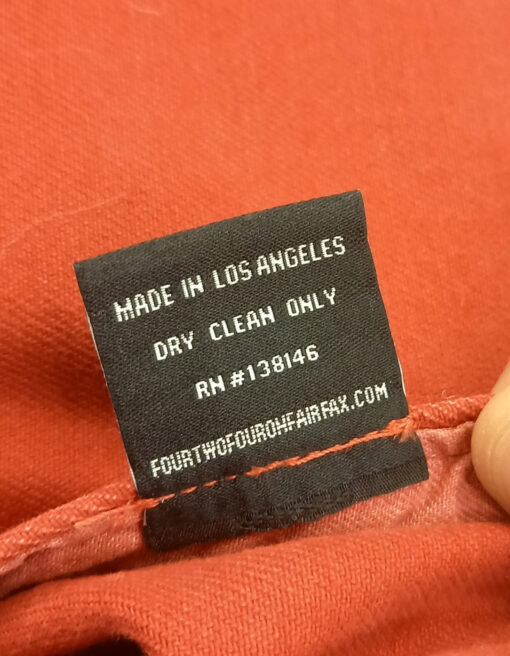 MADE IN LOS ANGELES
DRY CLEAN ONLY
RN #138146
FOURTWOFOUROHFAIRFAX.COM